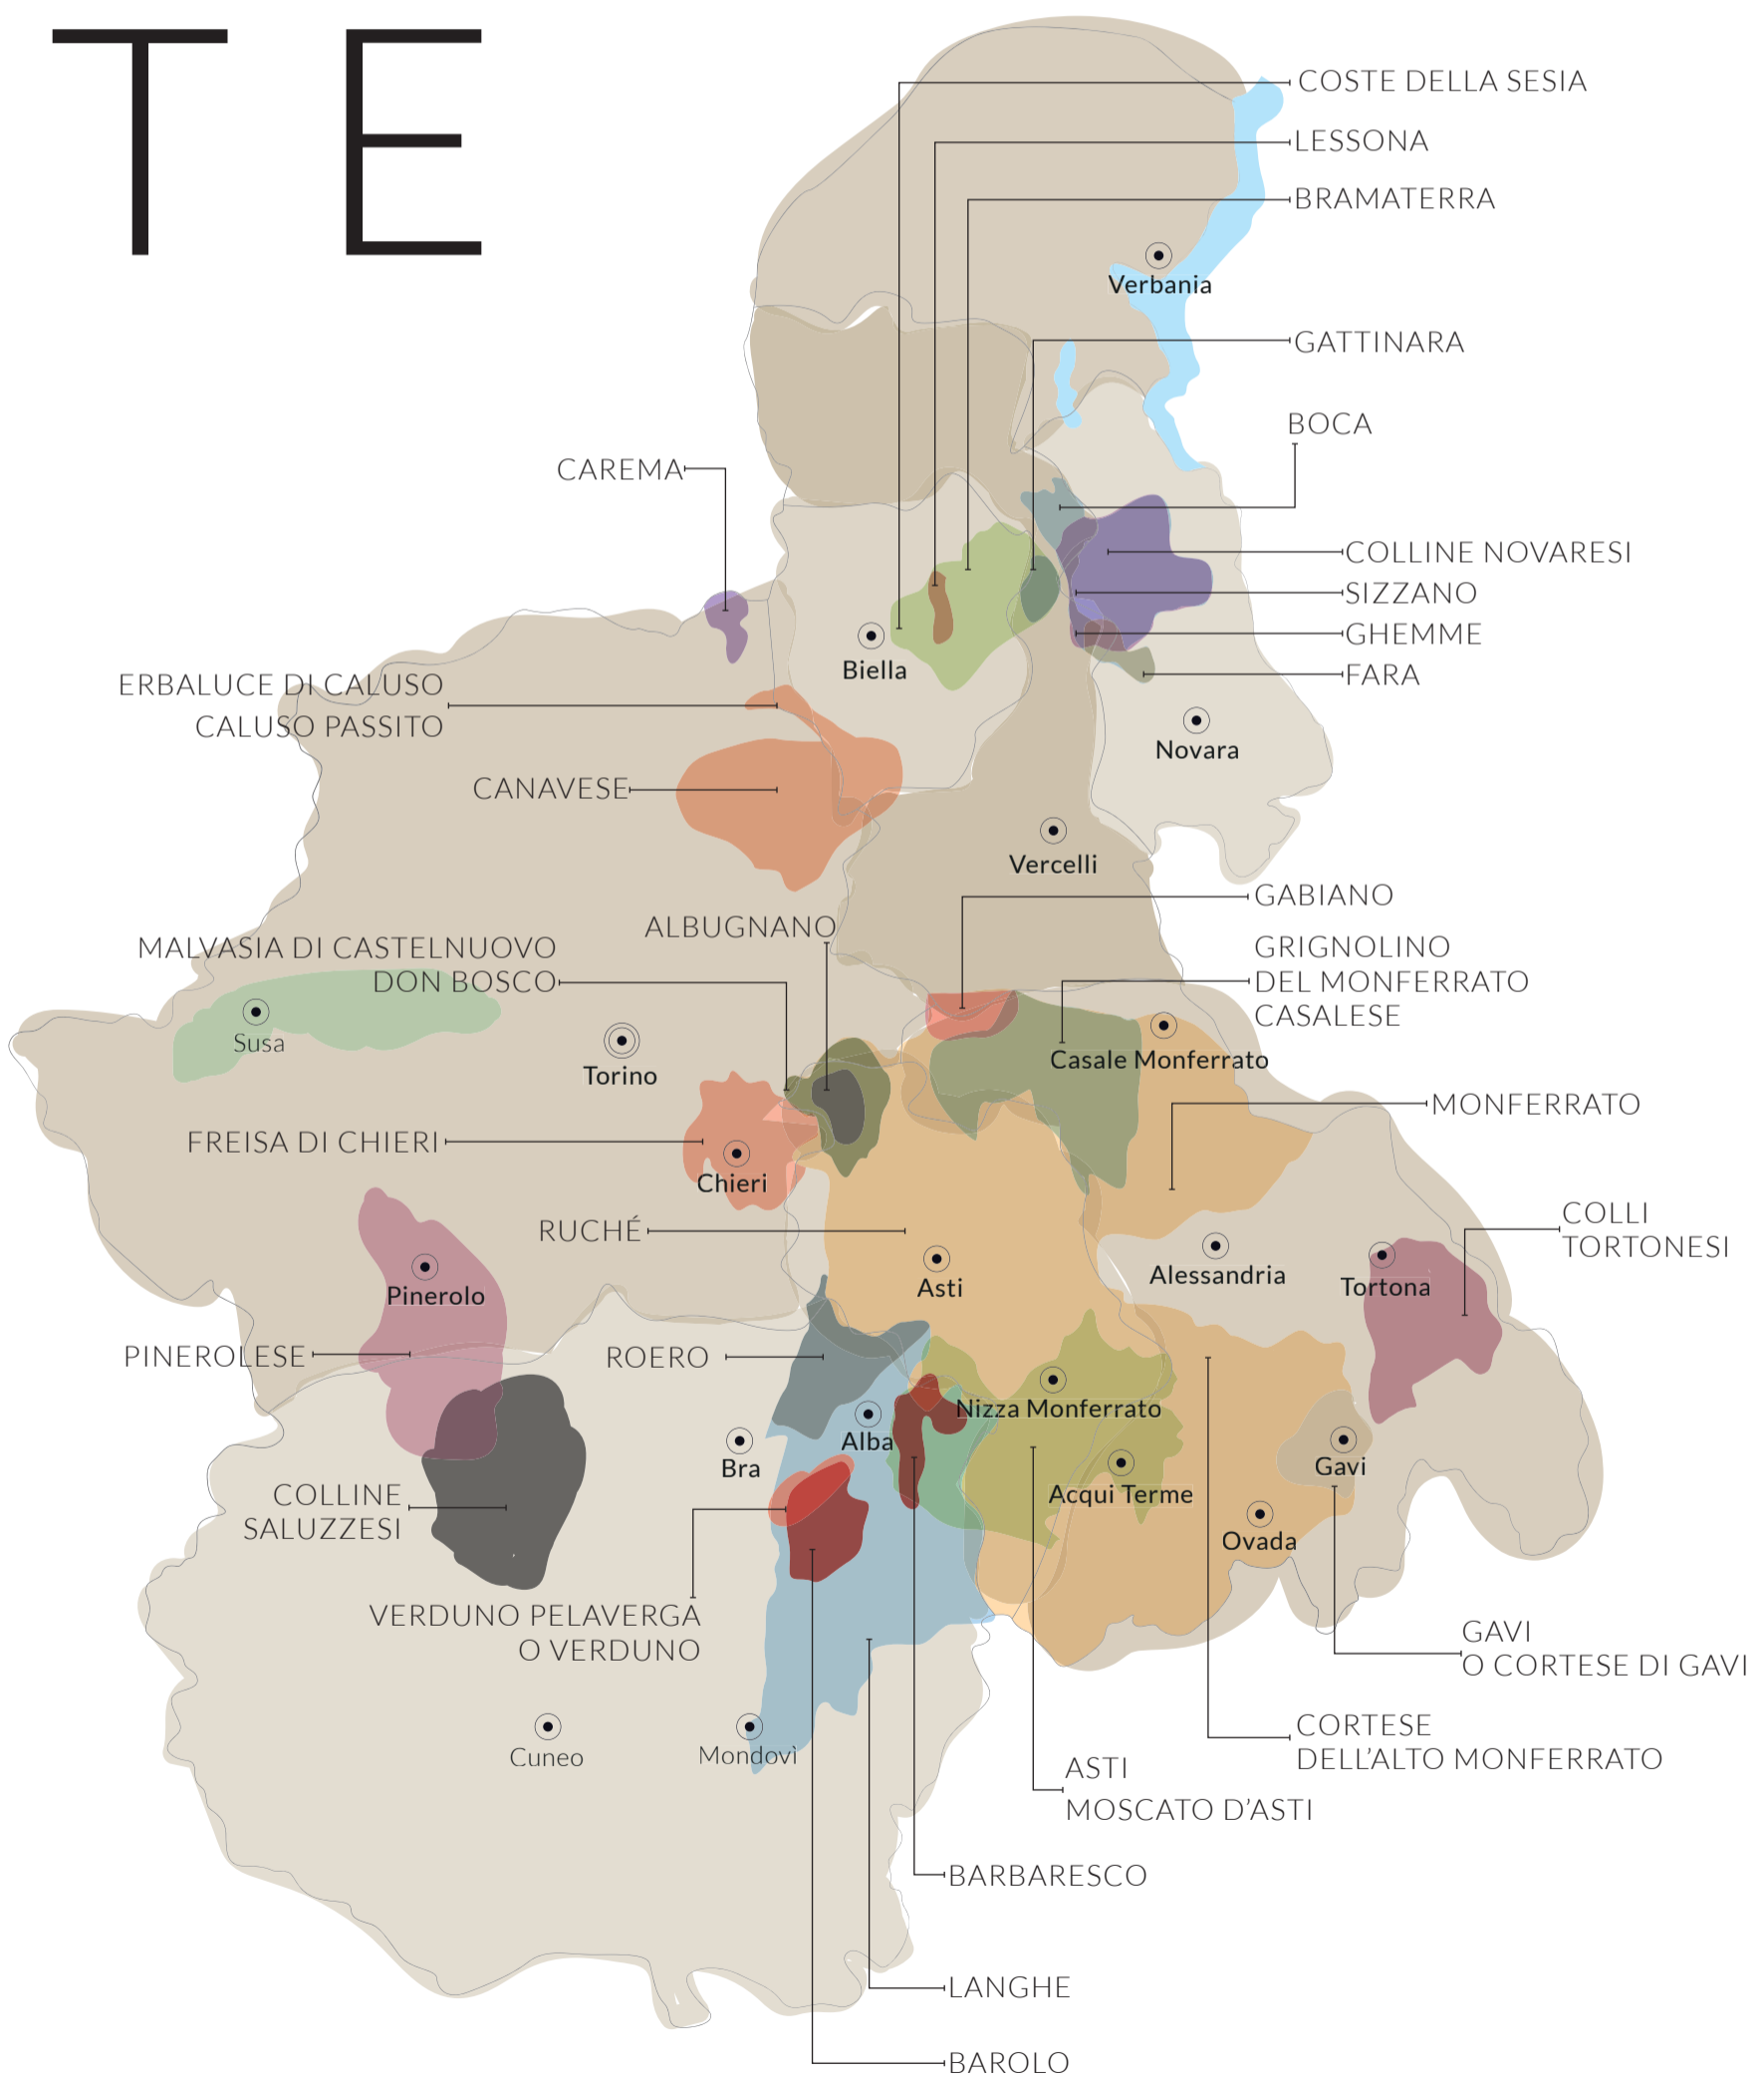 TE
COSTE DELLA SESIA
LESSONA
BRAMATERRA
Verbania
GATTINARA
BOCA
CAREMA
COLLINE NOVARESI
SIZZANO
GHEMME
FARA
Biella
ERBALUCE DI CALUSO
CALUSO PASSITO
Novara
CANAVESE
Vercelli
GABIANO
ALBUGNANO
MALVASIA DI CASTELNUOVO
DON BOSCO
GRIGNOLINO
DEL MONFERRATO
CASALESE
Susa
Torino
Casale Monferrato
MONFERRATO
FREISA DI CHIERI
Chieri
RUCHÉ
COLLI
TORTONESI
Pinerolo
Asti
Alessandria
Tortona
PINEROLESE
ROERO
Nizza Monferrato
Alba
Bra
Gavi
Acqui Terme
COLLINE
SALUZZESI
Ovada
VERDUNO PELAVERGA
O VERDUNO
GAVI
O CORTESE DI GAVI
Cuneo
Mondovì
CORTESE
DELL'ALTO MONFERRATO
ASTI
MOSCATO D'ASTI
BARBARESCO
LANGHE
BAROLO